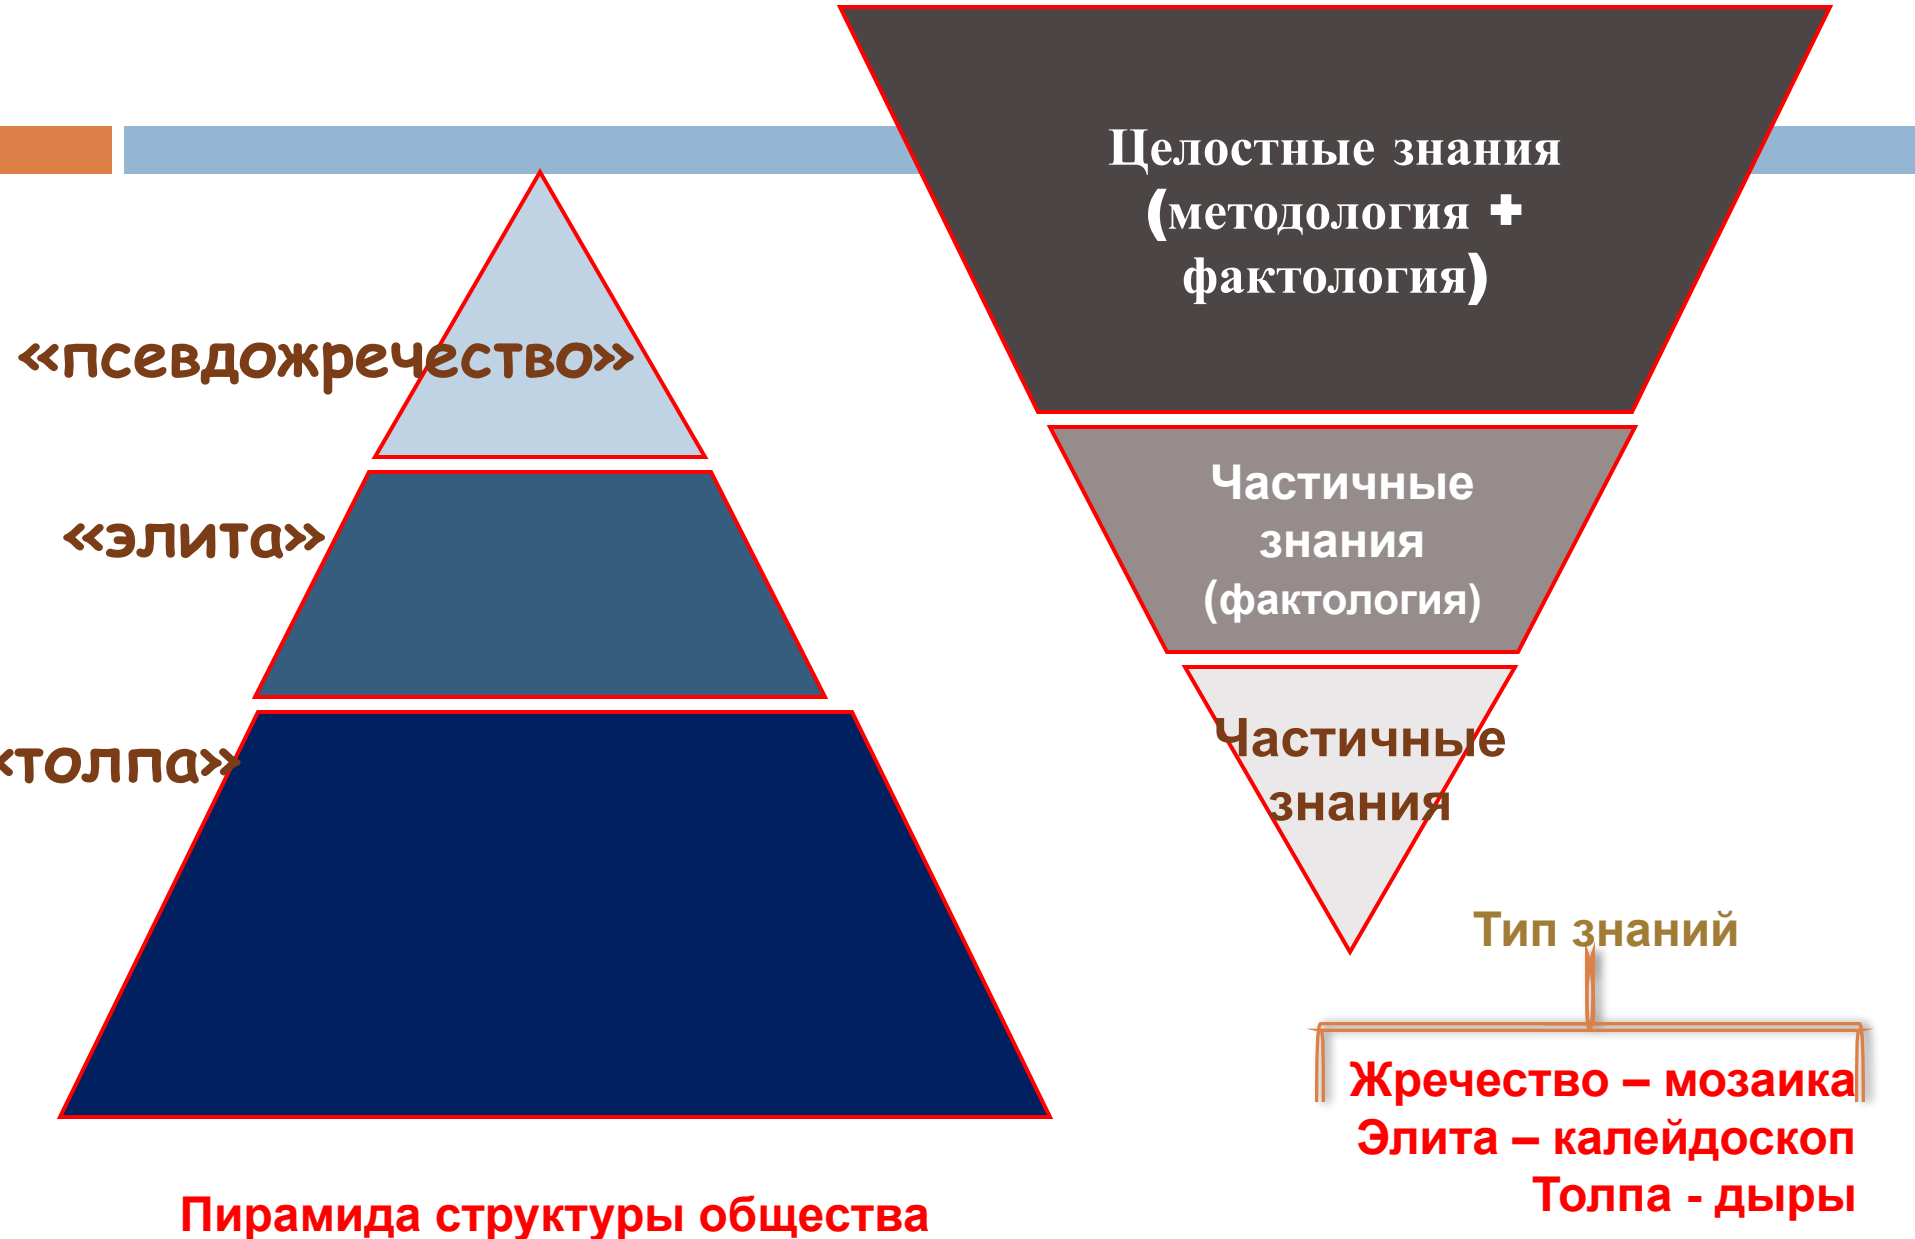 Целостные знания
(методология +
фактология)
«псевдожречество»
Частичные
знания
(фактология)
«элита»
Частичные
знания
«толпа»
Тип знаний
Жречество – мозаика
Элита – калейдоскоп
Толпа - дыры
Пирамида структуры общества